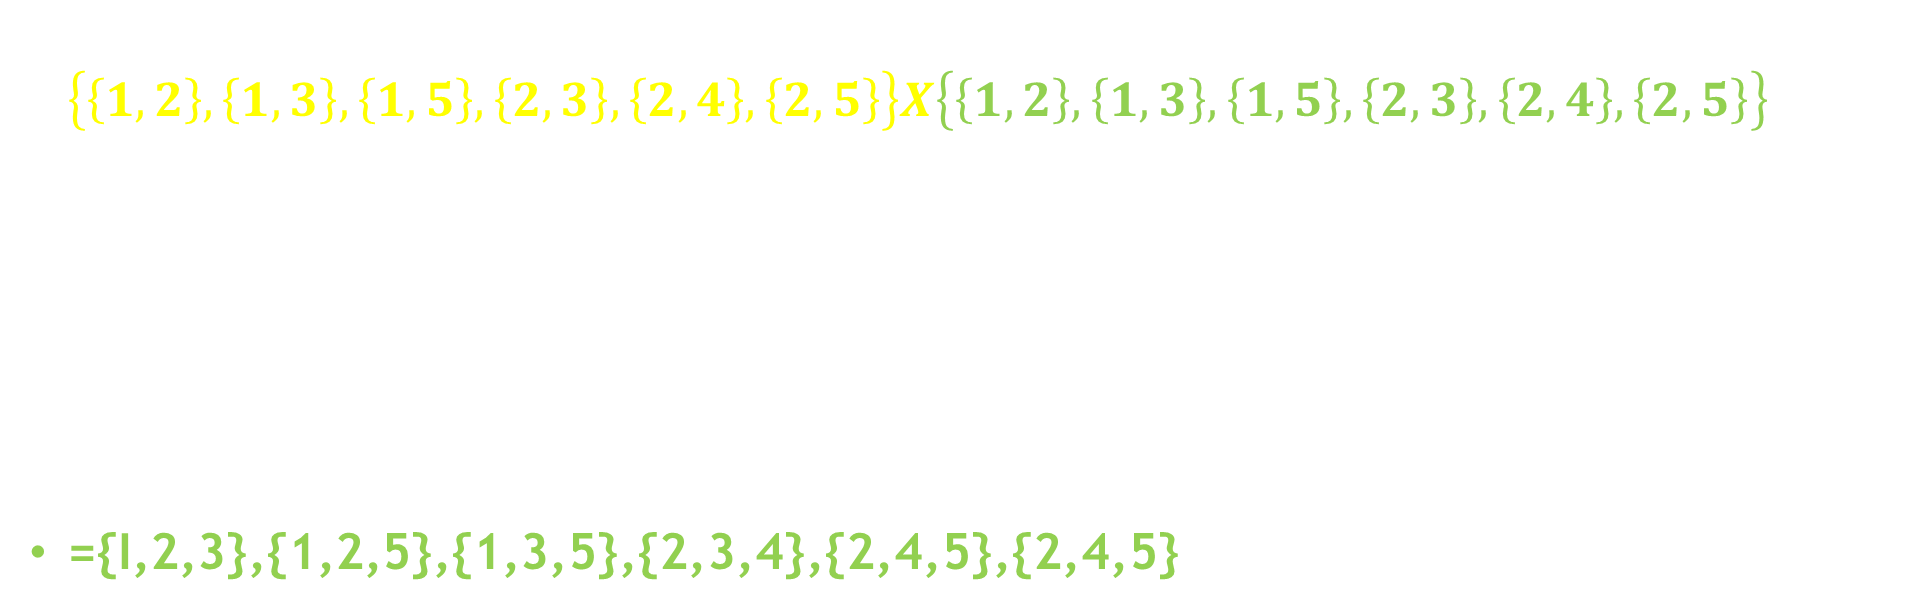 {{1, 2}, {1, 3}, {1, 5}, {2, 3}, {2, 4}, {2, 5}}X{{1, 2}, {1, 3}, {1, 5}, {2, 3}, {2, 4}, {2, 5}}
• ={I,2,3},{1,2,5},{1,3,5},{2,3,4},{2,4,5},{2,4,5}